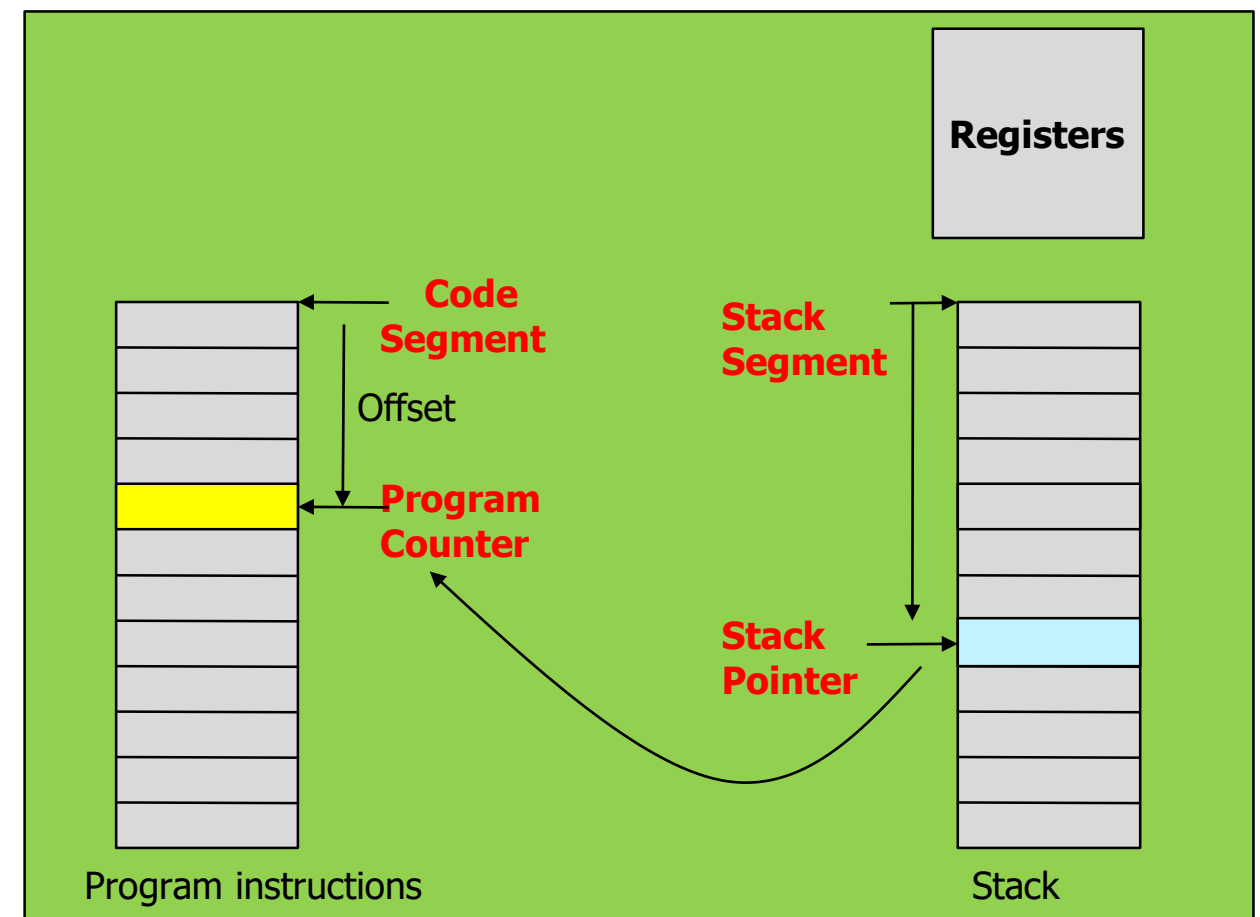 Registers
Code
Segment
Stack
Segment
Offset
Program
Counter
Stack
Pointer
Program instructions
Stack